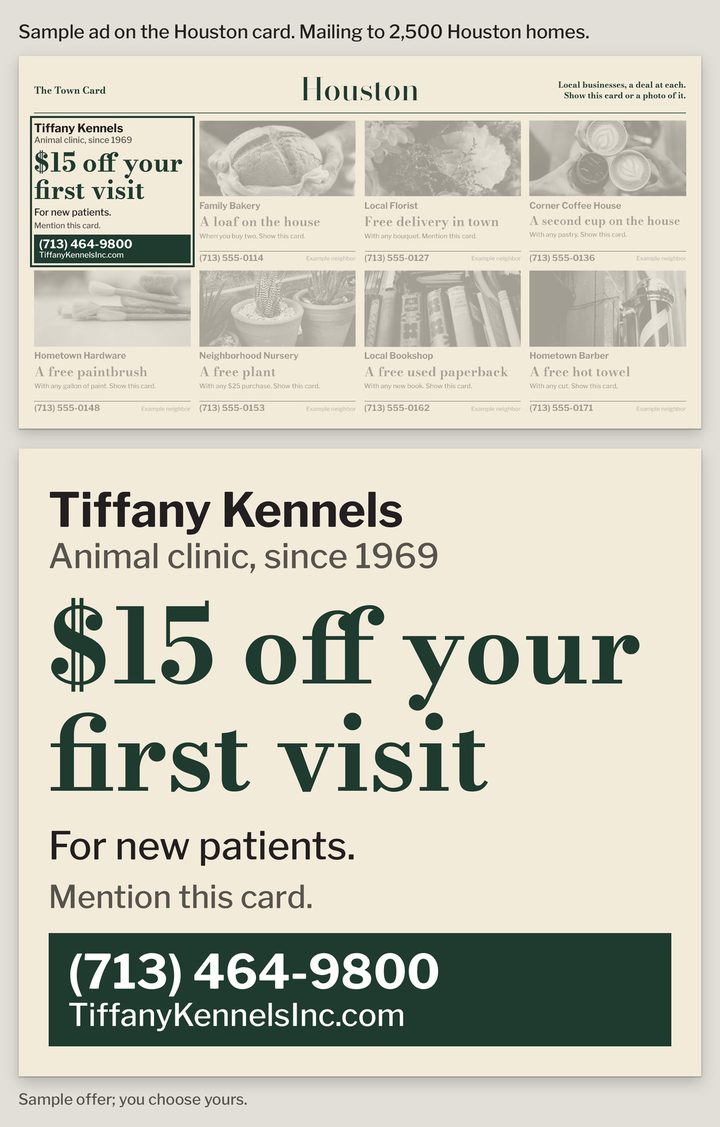 Sample ad on the Houston card. Mailing to 2,500 Houston homes.
The Town Card
Houston
Local businesses, a deal at each.
Show this card or a photo of it.
Tiffany Kennels
Animal clinic, since 1969
$15 off your
first visit
For new patients.
Mention this card.
(713) 464-9800
TiffanyKennelsInc.com
Family Bakery
A loaf on the house
When you buy two. Show this card.
(713) 555-0114
Example neighbor
Local Florist
Free delivery in town
With any bouquet. Mention this card.
(713) 555-0127
Example neighbor
Corner Coffee House
A second cup on the house
With any pastry. Show this card.
(713) 555-0136
Example neighbor
Hometown Hardware
A free paintbrush
With any gallon of paint. Show this card.
(713) 555-0148
Example neighbor
Neighborhood Nursery
A free plant
With any $25 purchase. Show this card.
(713) 555-0153
Example neighbor
Local Bookshop
A free used paperback
With any new book. Show this card.
(713) 555-0162
Example neighbor
Hometown Barber
A free hot towel
With any cut. Show this card.
(713) 555-0171
Example neighbor
Tiffany Kennels
Animal clinic, since 1969
$15 off your
first visit
For new patients.
Mention this card.
(713) 464-9800
TiffanyKennelsInc.com
Sample offer; you choose yours.